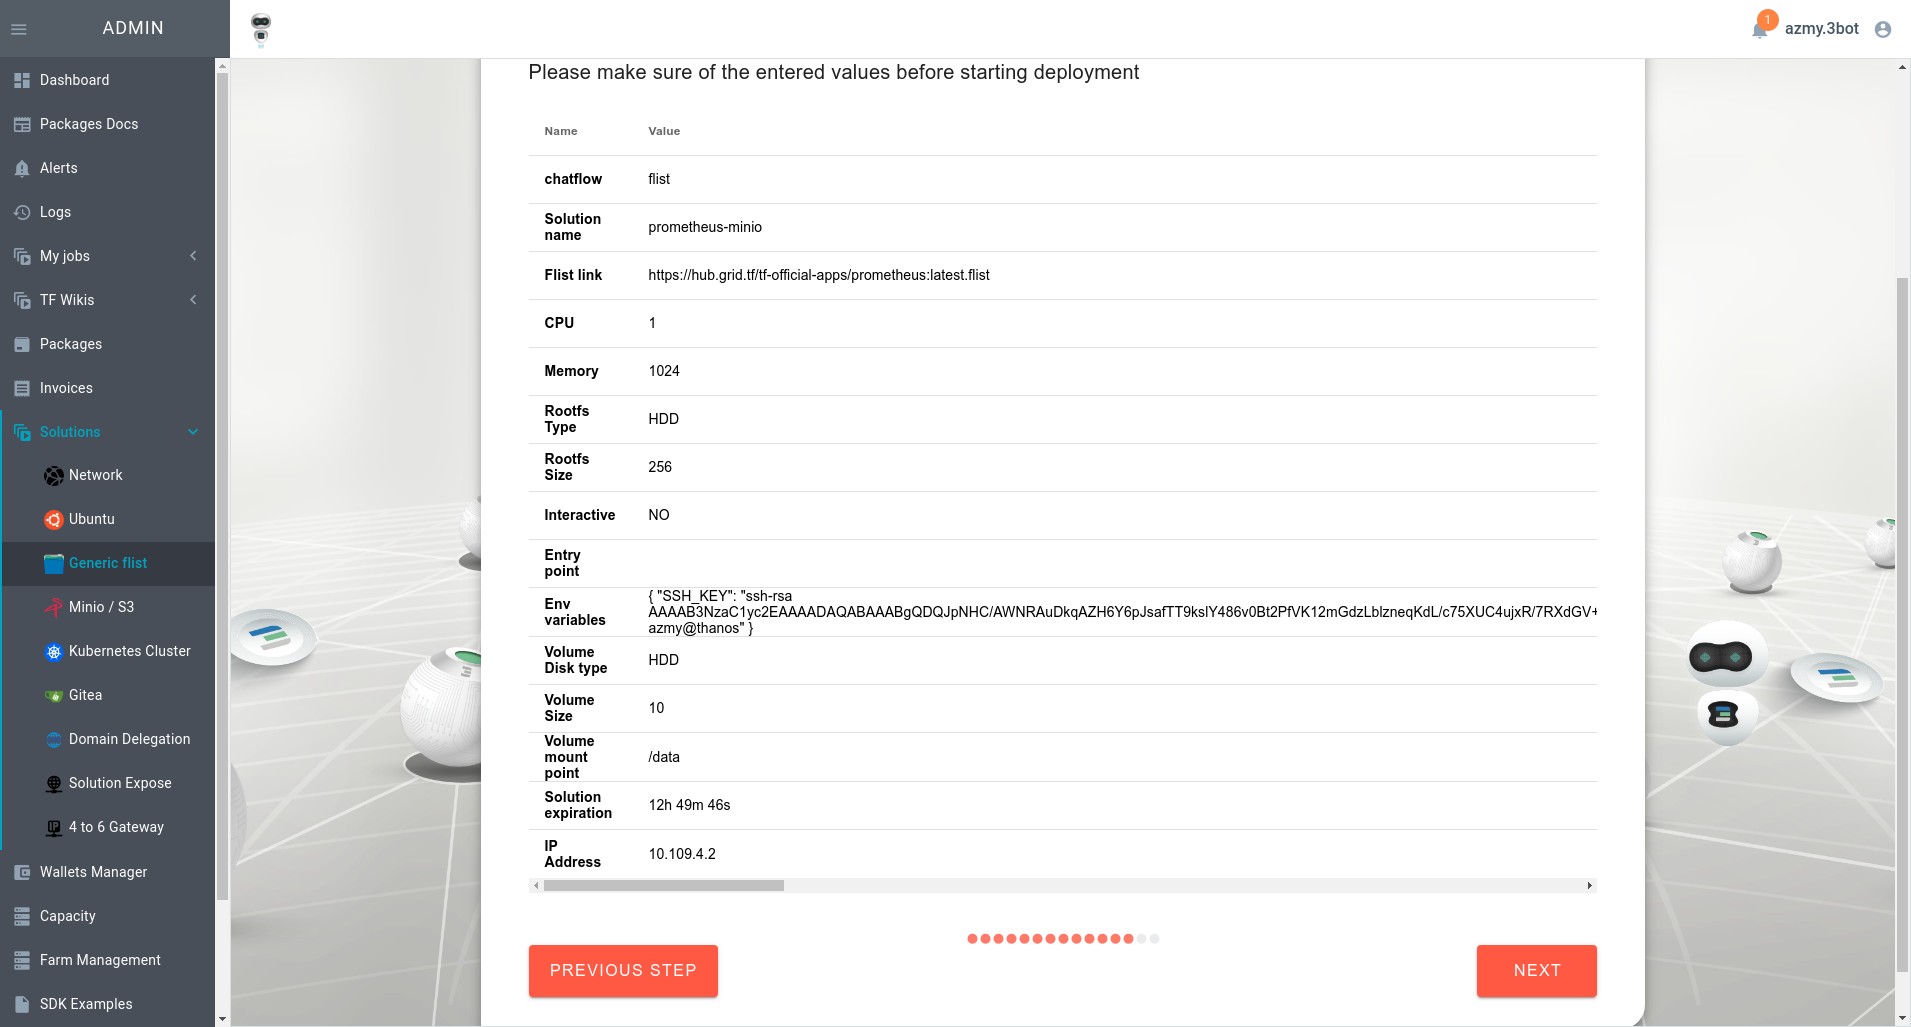 ADMIN
1
azmy.3bot
Dashboard
Packages Docs
Alerts
Logs
My jobs
TF Wikis
Packages
Invoices
Solutions
Network
Ubuntu
Generic flist
Minio / S3
Kubernetes Cluster
Gitea
Domain Delegation
Solution Expose
4 to 6 Gateway
Wallets Manager
Capacity
Farm Management
SDK Examples
Please make sure of the entered values before starting deployment
Name Value
chatflow flist
Solution
name
prometheus-minio
Flist link https://hub.grid.tf/tf-official-apps/prometheus:latest.flist
CPU 1
Memory 1024
Rootfs
Type
HDD
Rootfs
Size
256
Interactive NO
Entry
point
Env
variables
{ "SSH_KEY": "ssh-rsa
AAAAB3NzaC1yc2EAAAADAQABAAABgQDQJpNHC/AWNRAuDkqAZH6Y6pJsafTT9kslY486v0Bt2PfVK12mGdzLblzneqKdL/c75XUC4ujxR/7RXdGV+
azmy@thanos" }
Volume
Disk type
HDD
Volume
Size
10
Volume
mount
point
/data
Solution
expiration
12h 49m 46s
IP
Address
10.109.4.2
PREVIOUS STEP
NEXT